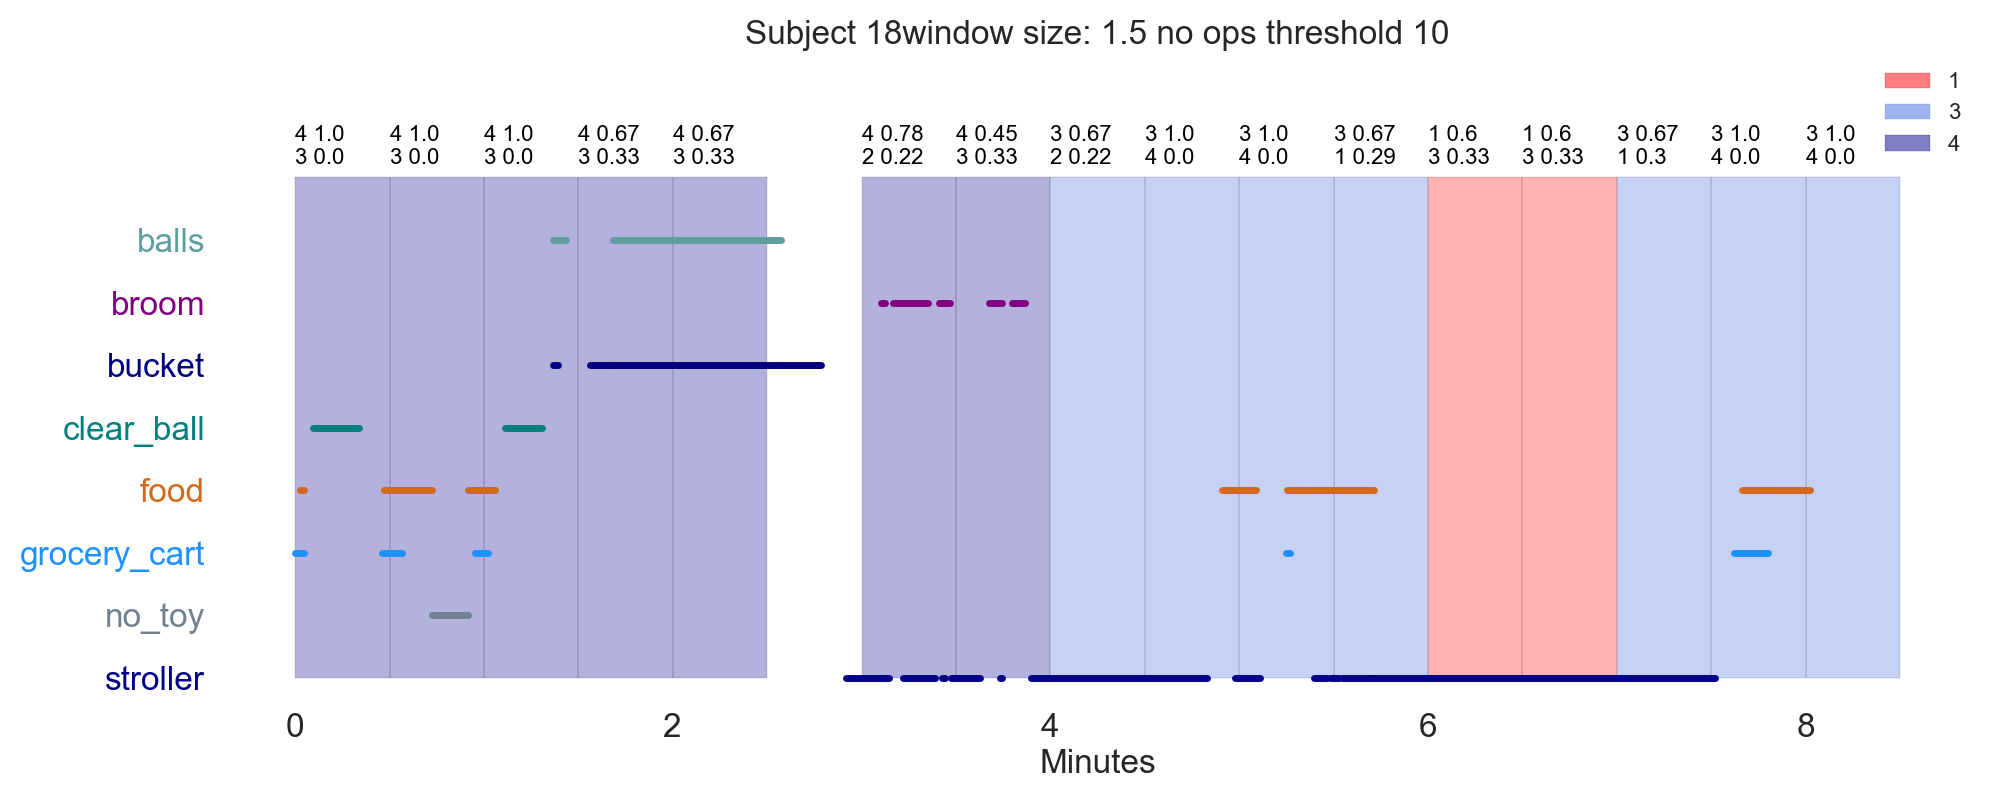 Subject 18window size: 1.5 no ops threshold 10
1
3
4
4 1.0 4 1.0 4 1.0 4 0.67 4 0.67 4 0.78 4 0.45 3 0.67 3 1.0 3 1.0 3 0.67 1 0.6 1 0.6 3 0.67 3 1.0 3 1.0
3 0.0 3 0.0 3 0.0 3 0.33 3 0.33 2 0.22 3 0.33 2 0.22 4 0.0 4 0.0 1 0.29 3 0.33 3 0.33 1 0.3 4 0.0 4 0.0
balls
broom
bucket
clear_ball
food
grocery_cart
no_toy
stroller
0 2 4 6 8
Minutes